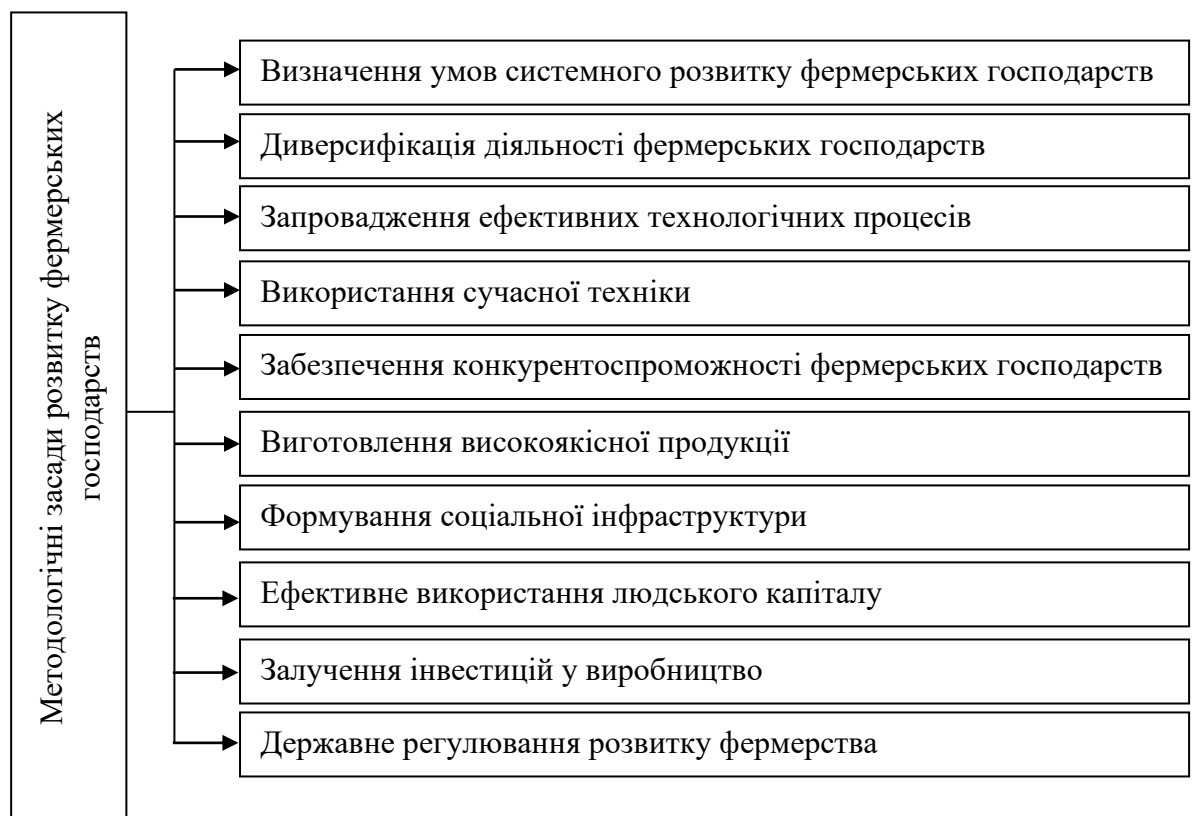 Методологічні засади розвитку фермерських
господарств
Визначення умов системного розвитку фермерських господарств
Диверсифікація діяльності фермерських господарств
Запровадження ефективних технологічних процесів
Використання сучасної техніки
Забезпечення конкурентоспроможності фермерських господарств
Виготовлення високоякісної продукції
Формування соціальної інфраструктури
Ефективне використання людського капіталу
Залучення інвестицій у виробництво
Державне регулювання розвитку фермерства